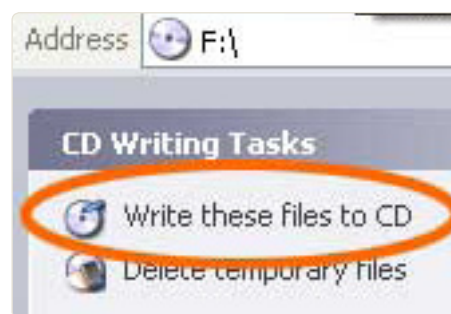 Address F:\
CD Writing Tasks
Write these files to CD
Delete temporary files